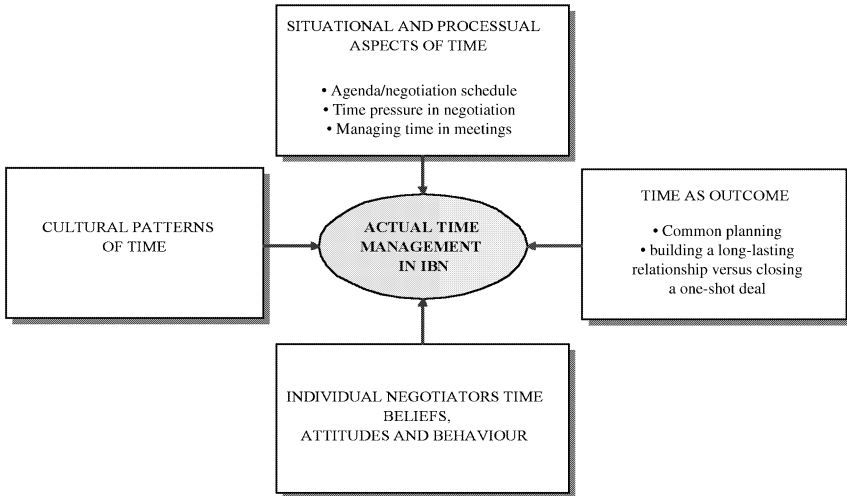 SITUATIONAL AND PROCESSUAL
ASPECTS OF TIME
• Agenda/negotiation schedule
• Time pressure in negotiation
• Managing time in meetings
CULTURAL PATTERNS
OF TIME
ACTUAL TIME
MANAGEMENT
IN IBN
TIME AS OUTCOME
• Common planning
• building a long-lasting
relationship versus closing
a one-shot deal
INDIVIDUAL NEGOTIATORS TIME
BELIEFS,
ATTITUDES AND BEHAVIOUR